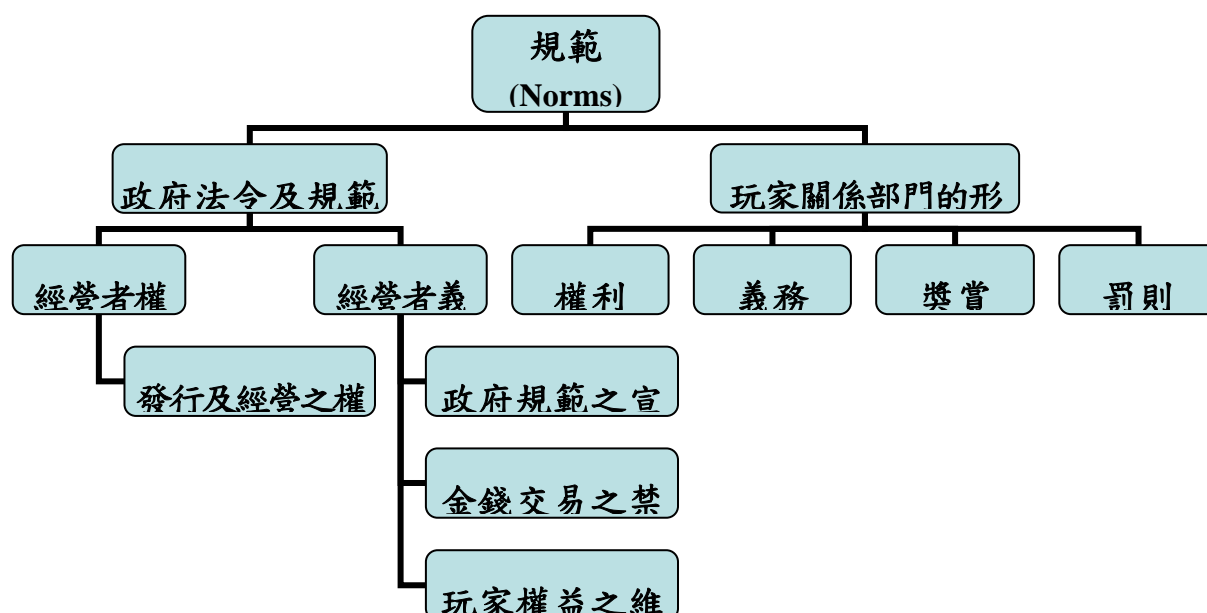 規範
(Norms)
政府法令及規範
玩家關係部門的形
經營者權
經營者義
權利
義務
獎賞
罰則
發行及經營之權
政府規範之宣
金錢交易之禁
玩家權益之維